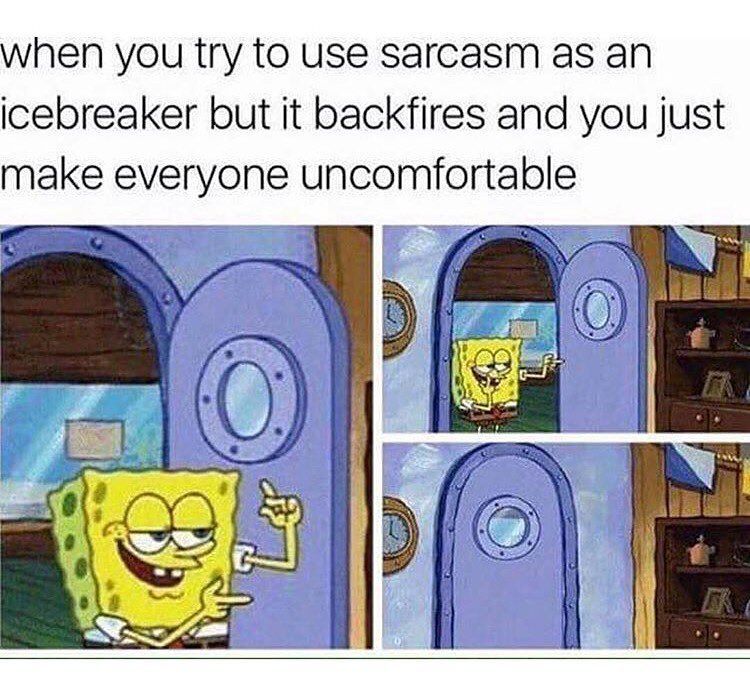 when you try to use sarcasm as an
icebreaker but it backfires and you just
make everyone uncomfortable